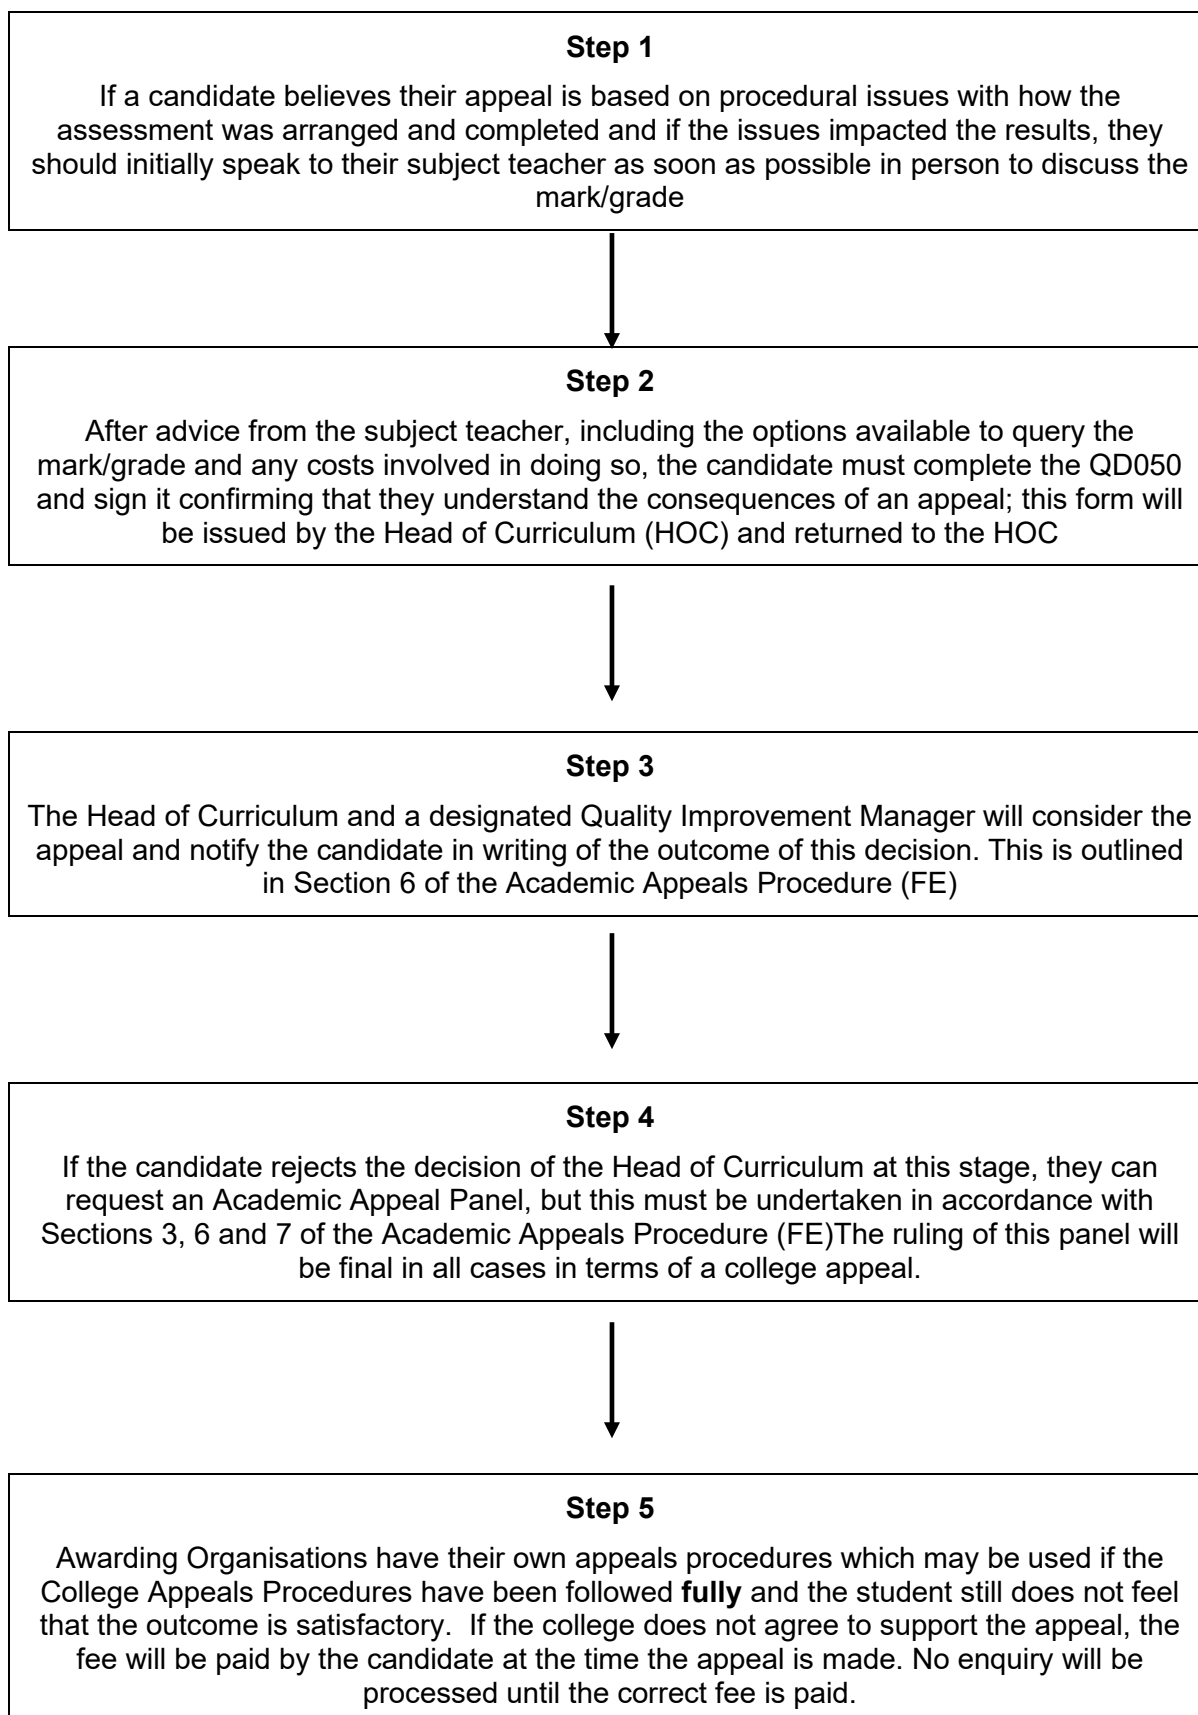 Step 1
If a candidate believes their appeal is based on procedural issues with how the
assessment was arranged and completed and if the issues impacted the results, they
should initially speak to their subject teacher as soon as possible in person to discuss the
mark/grade
Step 2
After advice from the subject teacher, including the options available to query the
mark/grade and any costs involved in doing so, the candidate must complete the QD050
and sign it confirming that they understand the consequences of an appeal; this form will
be issued by the Head of Curriculum (HOC) and returned to the HOC
Step 3
The Head of Curriculum and a designated Quality Improvement Manager will consider the
appeal and notify the candidate in writing of the outcome of this decision. This is outlined
in Section 6 of the Academic Appeals Procedure (FE)
Step 4
If the candidate rejects the decision of the Head of Curriculum at this stage, they can
request an Academic Appeal Panel, but this must be undertaken in accordance with
Sections 3, 6 and 7 of the Academic Appeals Procedure (FE)The ruling of this panel will
be final in all cases in terms of a college appeal.
Step 5
Awarding Organisations have their own appeals procedures which may be used if the
College Appeals Procedures have been followed fully and the student still does not feel
that the outcome is satisfactory.  If the college does not agree to support the appeal, the
fee will be paid by the candidate at the time the appeal is made. No enquiry will be
processed until the correct fee is paid.